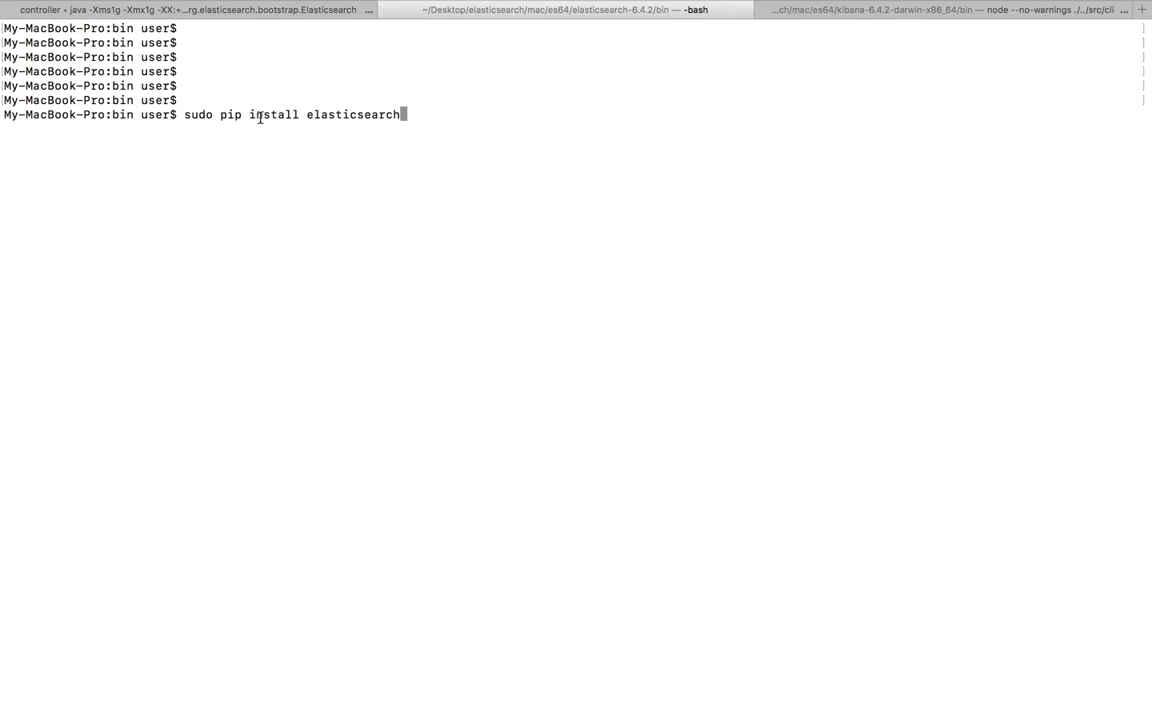 controller • java -Xms1g -Xmx1g -XX:+...rg.elasticsearch.bootstrap.Elasticsearch ... ~/Desktop/elasticsearch/mac/es64/elasticsearch-6.4.2/bin — -bash ...ch/mac/es64/kibana-6.4.2-darwin-x86_64/bin — node --no-warnings ./../src/cli ... +
[My-MacBook-Pro:bin user$ ]
[My-MacBook-Pro:bin user$ ]
[My-MacBook-Pro:bin user$ ]
[My-MacBook-Pro:bin user$ ]
[My-MacBook-Pro:bin user$ ]
[My-MacBook-Pro:bin user$ ]
My-MacBook-Pro:bin user$ sudo pip install elasticsearch